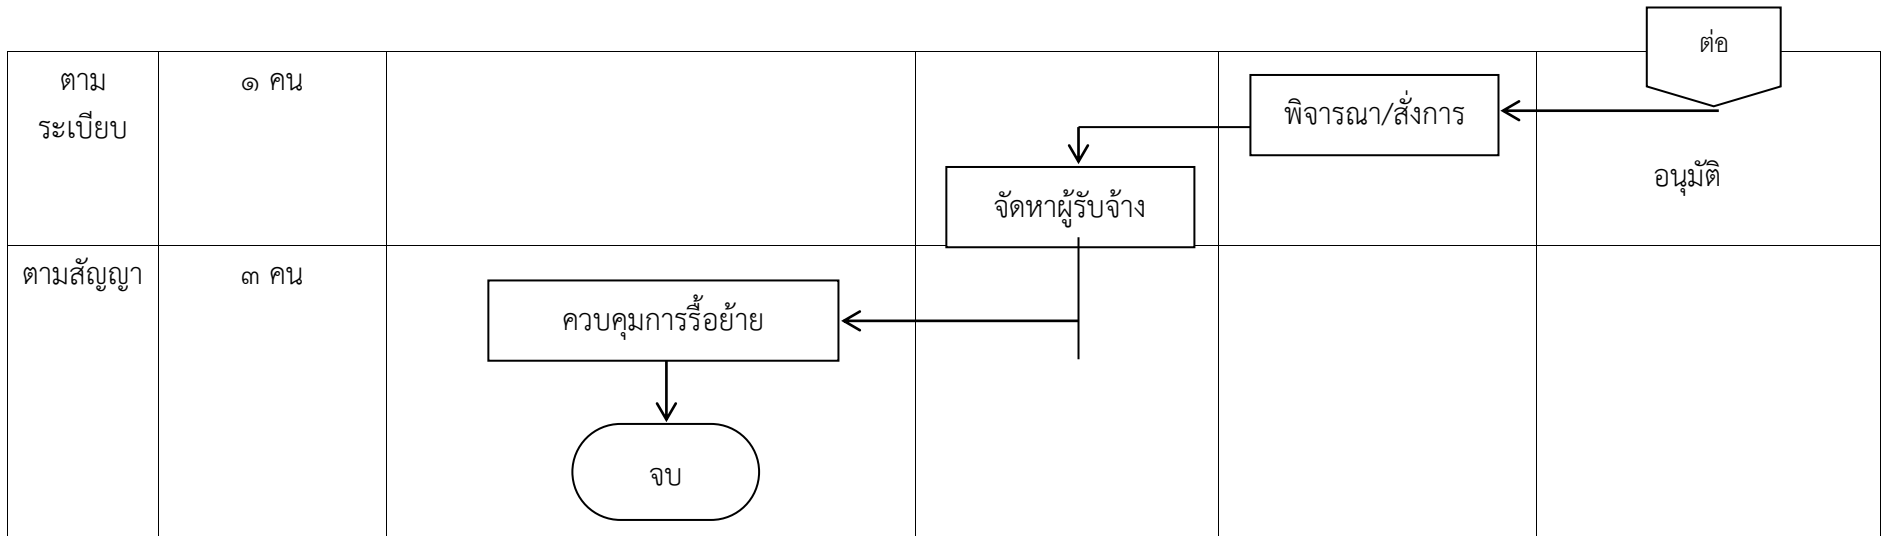 ต่อ
ตาม
ระเบียบ
๑ คน
พิจารณา/สั่งการ
อนุมัติ
จัดหาผู้รับจ้าง
ตามสัญญา
๓ คน
ควบคุมการรื้อย้าย
จบ